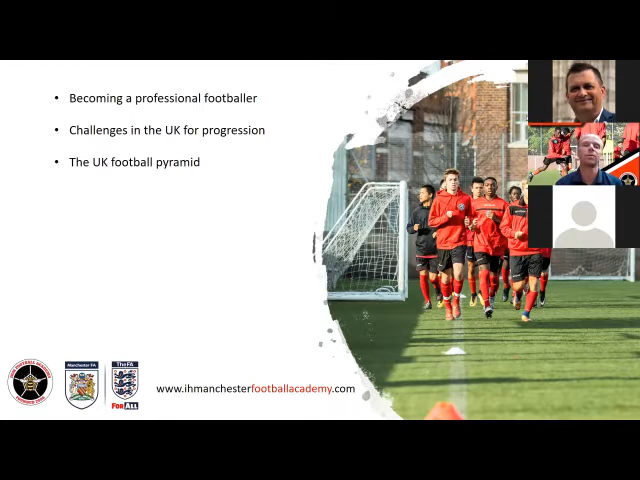 • Becoming a professional footballer
• Challenges in the UK for progression
• The UK football pyramid
Manchester FA
The FA
FOR ALL
www.ihmanchesterfootballacademy.com